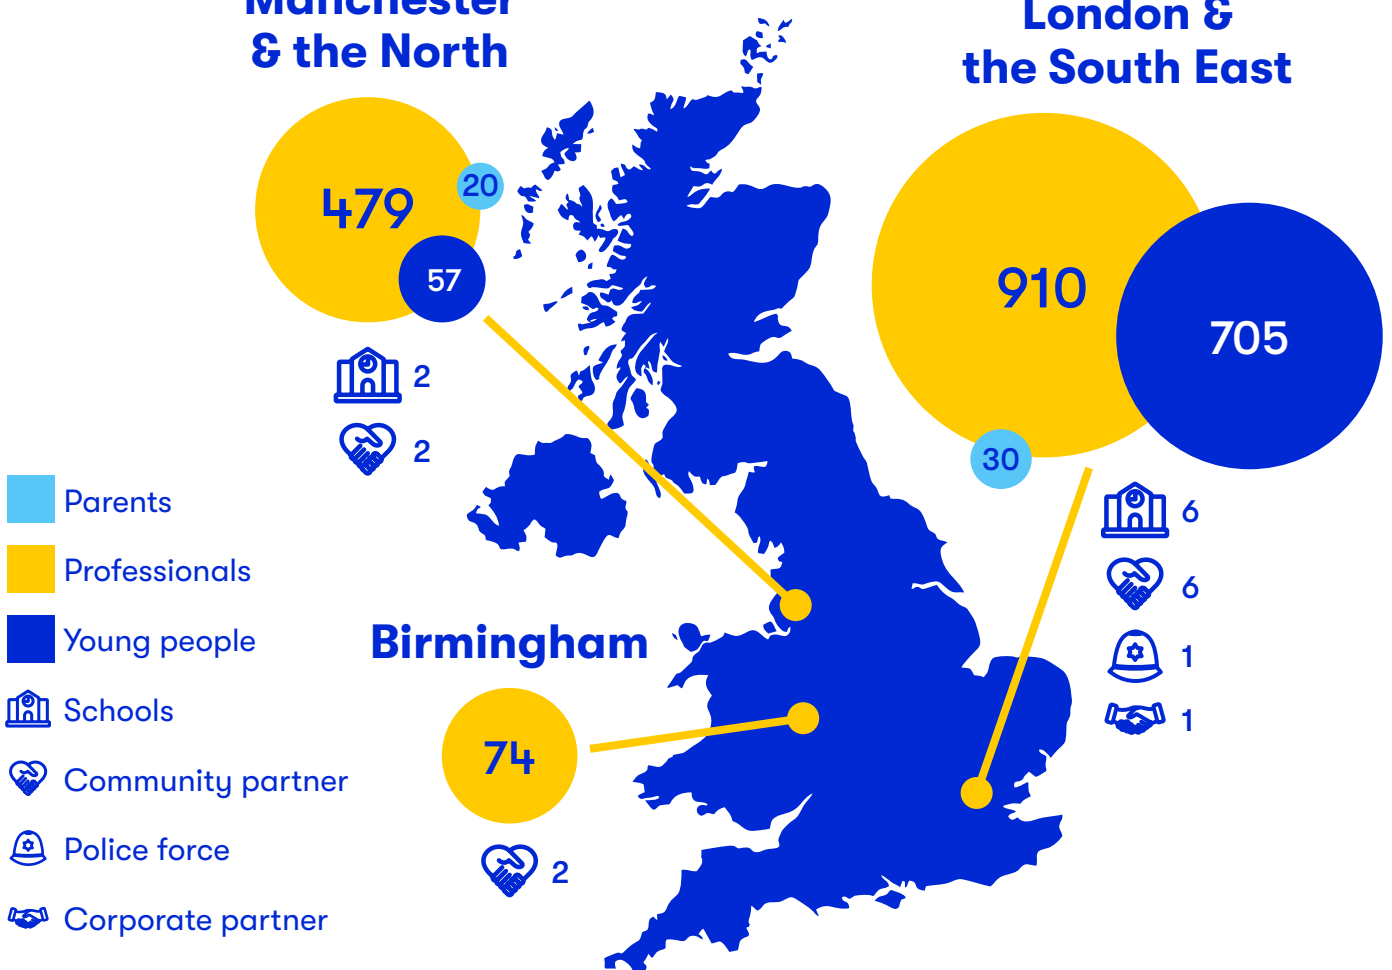 Manchester
& the North
London &
the South East
479
20
57
2
2
910
705
30
6
6
1
1
Parents
Professionals
Young people
Schools
Community partner
Police force
Corporate partner
Birmingham
74
2